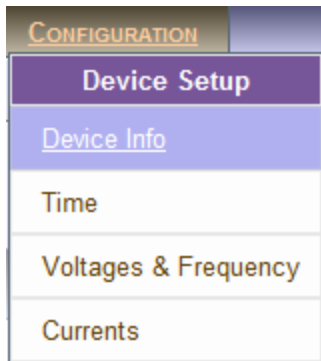 CONFIGURATION
Device Setup
Device Info
Time
Voltages & Frequency
Currents